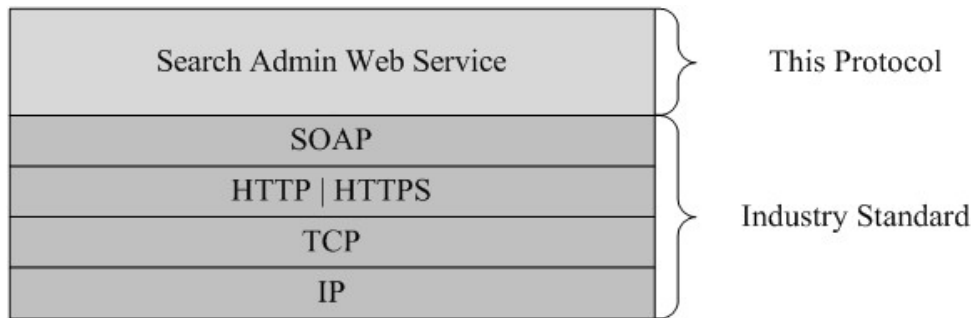 Search Admin Web Service
This Protocol
SOAP
HTTP | HTTPS
TCP
IP
Industry Standard